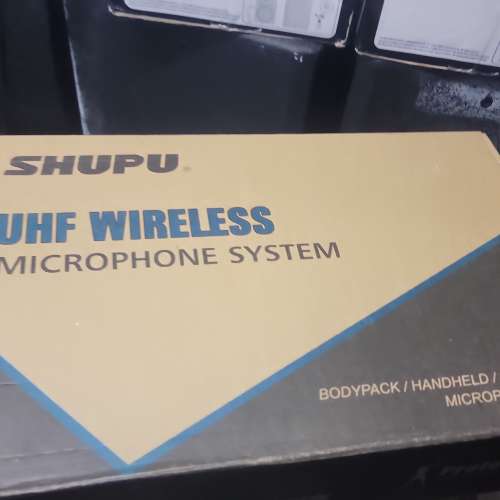 SHUPU
UHF WIRELESS
MICROPHONE SYSTEM
BODYPACK / HANDHELD /